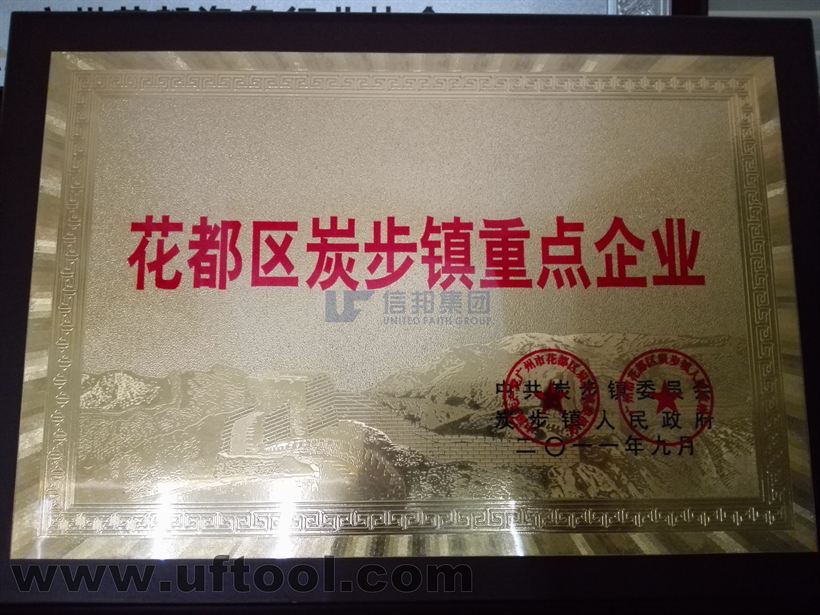 花都区炭步镇重点企业
UF 信邦集团
UNITED FAITH GROUP
中共炭步镇委员会
炭步镇人民政府
二〇一一年九月
www.uftool.com